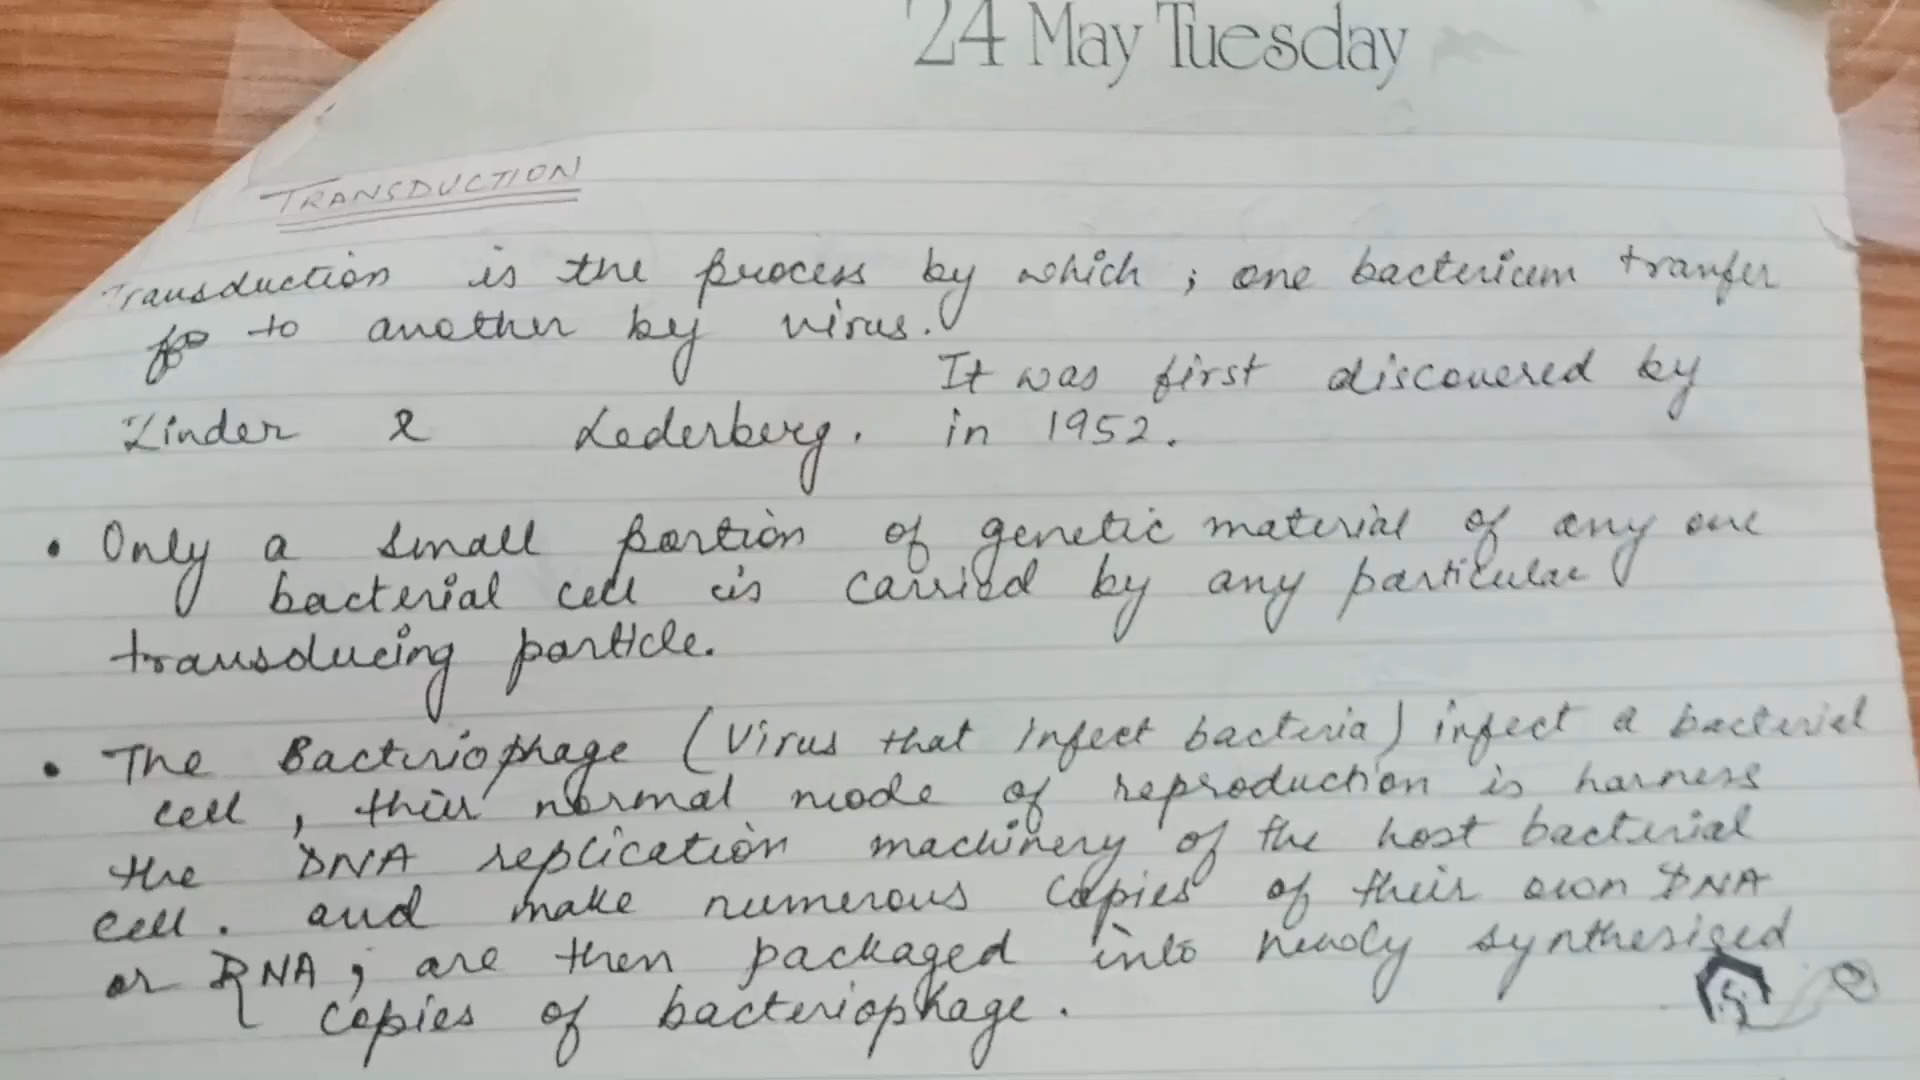 24 May Tuesday
TRANSDUCTION
Transduction is the process by which ; one bacterium tranfer
to another by virus.
It was first discovered by
Zinder & Lederberg. in 1952.
• Only a small portion of genetic material of any one
bacterial cell is carried by any particular
transducing particle.
• The Bacteriophage (Virus that infect bacteria) infect a bacterial
cell , their normal mode of reproduction is harness
the DNA replication machinery of the host bacterial
cell . and make numerous copies of their own DNA
or RNA ; are then packaged into newly synthesised
copies of bacteriophage .